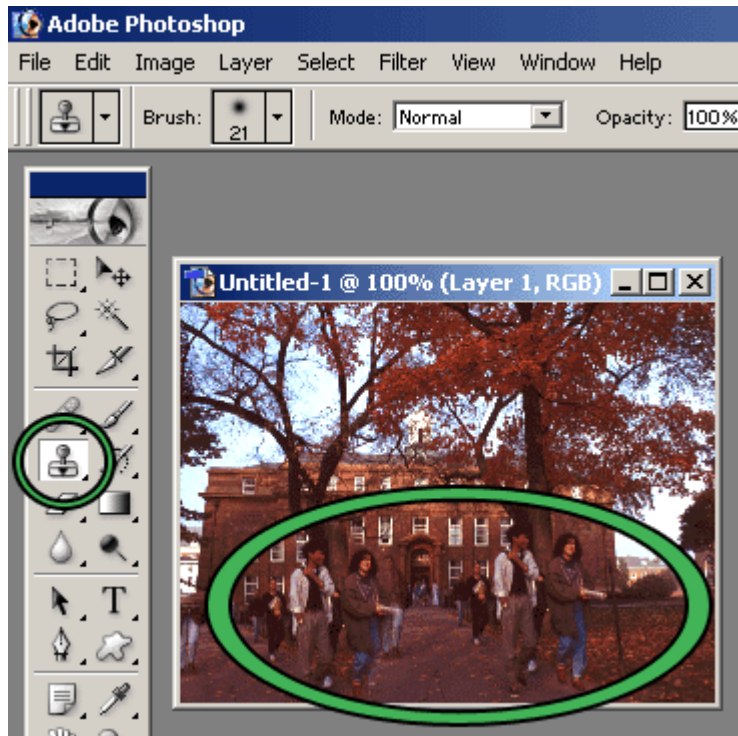 Adobe Photoshop
File Edit Image Layer Select Filter View Window Help
Brush: 21 Mode: Normal Opacity: 100%
Untitled-1 @ 100% (Layer 1, RGB)
T